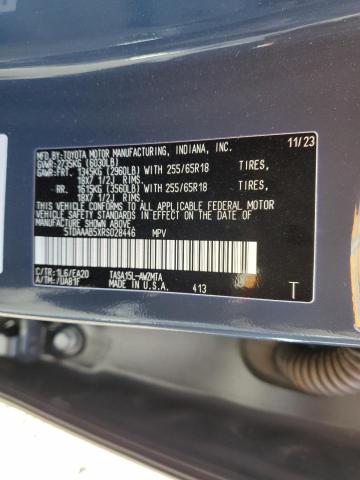 MFD.BY:TOYOTA MOTOR MANUFACTURING, INDIANA, INC. 11/23
GVWR:2735KG (6030LB)
GAWR:FRT. 1345KG (2960LB) WITH 255/65R18 TIRES,
18X7 1/2J RIMS.
RR. 1615KG (3560LB) WITH 255/65R18 TIRES,
18X7 1/2J RIMS.
THIS VEHICLE CONFORMS TO ALL APPLICABLE FEDERAL MOTOR
VEHICLE SAFETY STANDARDS IN EFFECT ON THE DATE
OF MANUFACTURE SHOWN ABOVE.
5TDAAAB5XRS028446 MPV
C/TR:1L6/EA20 TASA15L-AWZMTA
A/TM:-/UA81F MADE IN U.S.A. 413 T